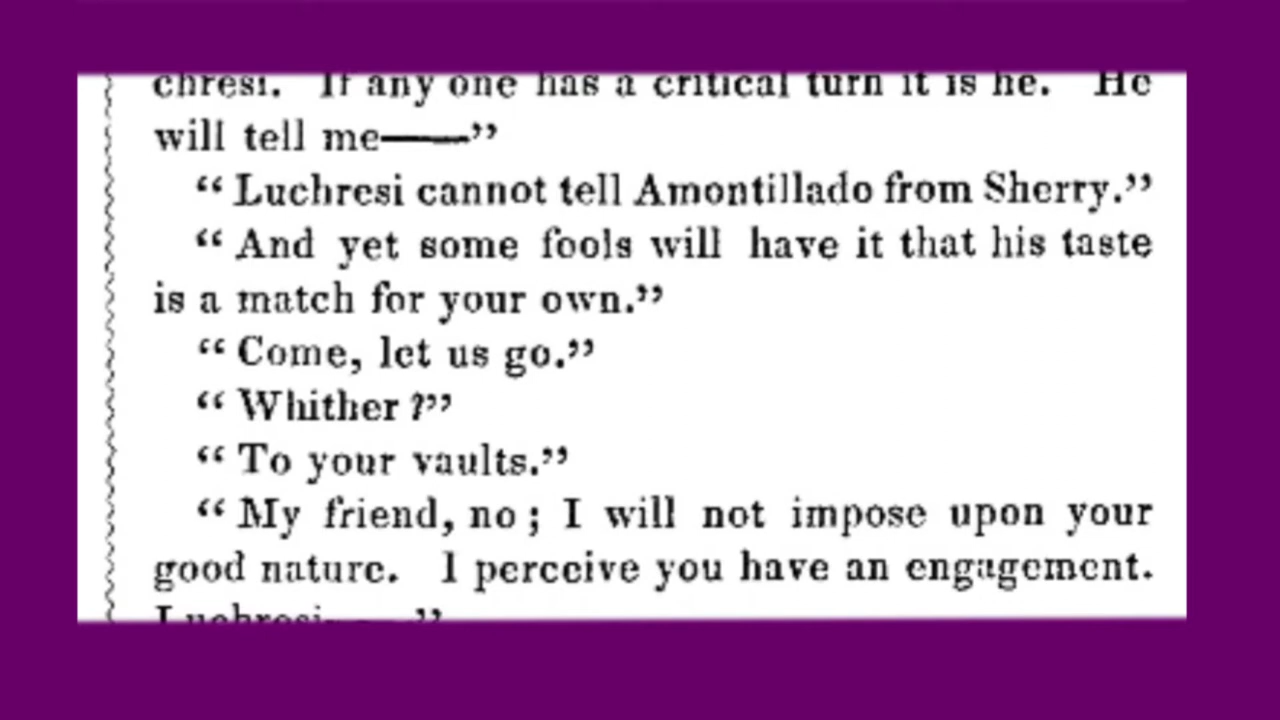 chresi. If any one has a critical turn it is he. He
will tell me——”
“ Luchresi cannot tell Amontillado from Sherry.”
“ And yet some fools will have it that his taste
is a match for your own.”
“ Come, let us go.”
“ Whither ?”
“ To your vaults.”
“ My friend, no ; I will not impose upon your
good nature. I perceive you have an engagement.
Luchresi——”